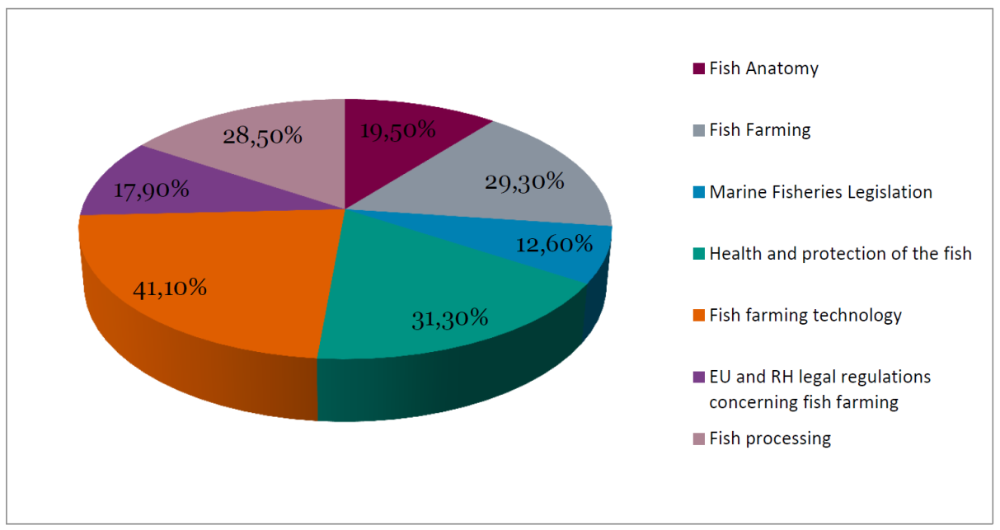 Fish Anatomy
28,50%
19,50%
Fish Farming
29,30%
17,90%
Marine Fisheries Legislation
12,60%
Health and protection of the fish
41,10%
31,30%
Fish farming technology
EU and RH legal regulations
concerning fish farming
Fish processing